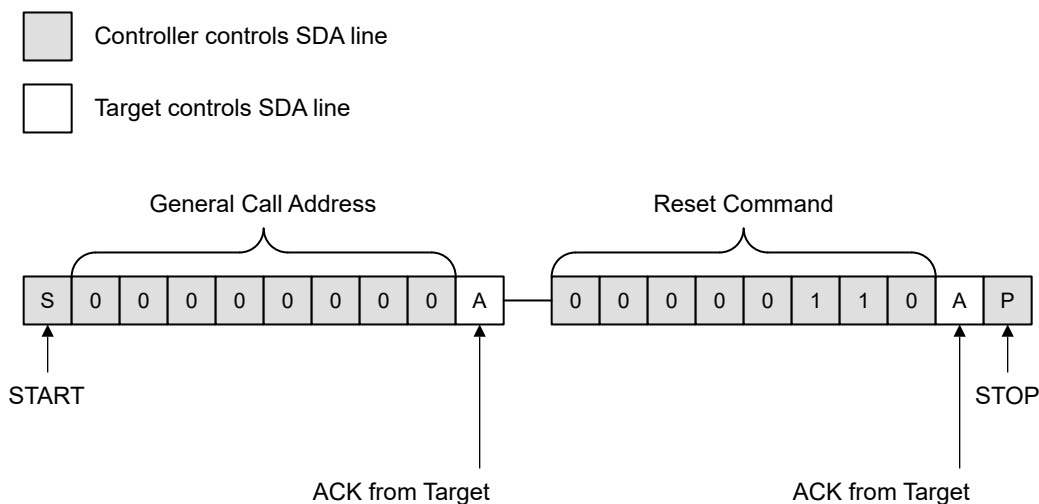 Controller controls SDA line
Target controls SDA line
General Call Address Reset Command
S 0 0 0 0 0 0 0 0 A 0 0 0 0 0 1 1 0 A P
START STOP
ACK from Target ACK from Target